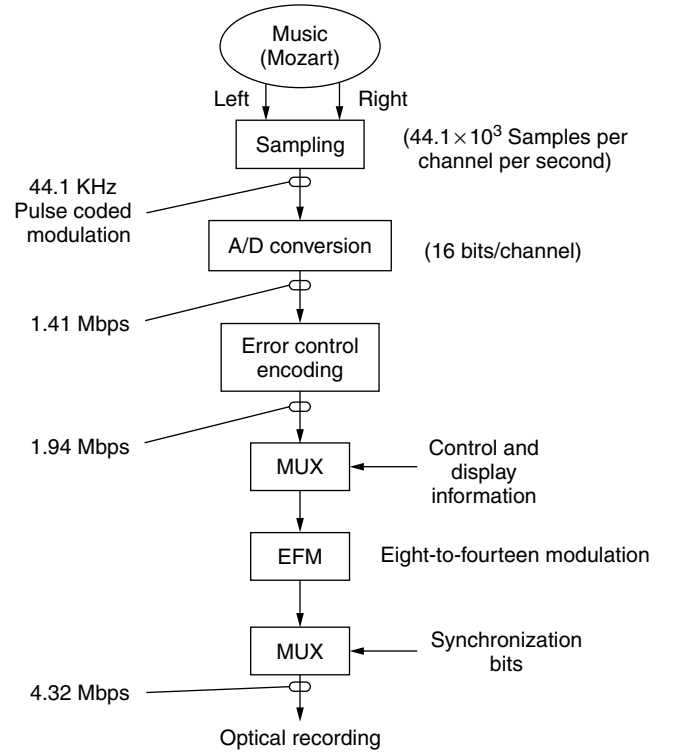 Music
(Mozart)
Left
Right
Sampling
(44.1×10³ Samples per
channel per second)
44.1 KHz
Pulse coded
modulation
A/D conversion
(16 bits/channel)
1.41 Mbps
Error control
encoding
1.94 Mbps
MUX
Control and
display
information
EFM
Eight-to-fourteen modulation
MUX
Synchronization
bits
4.32 Mbps
Optical recording